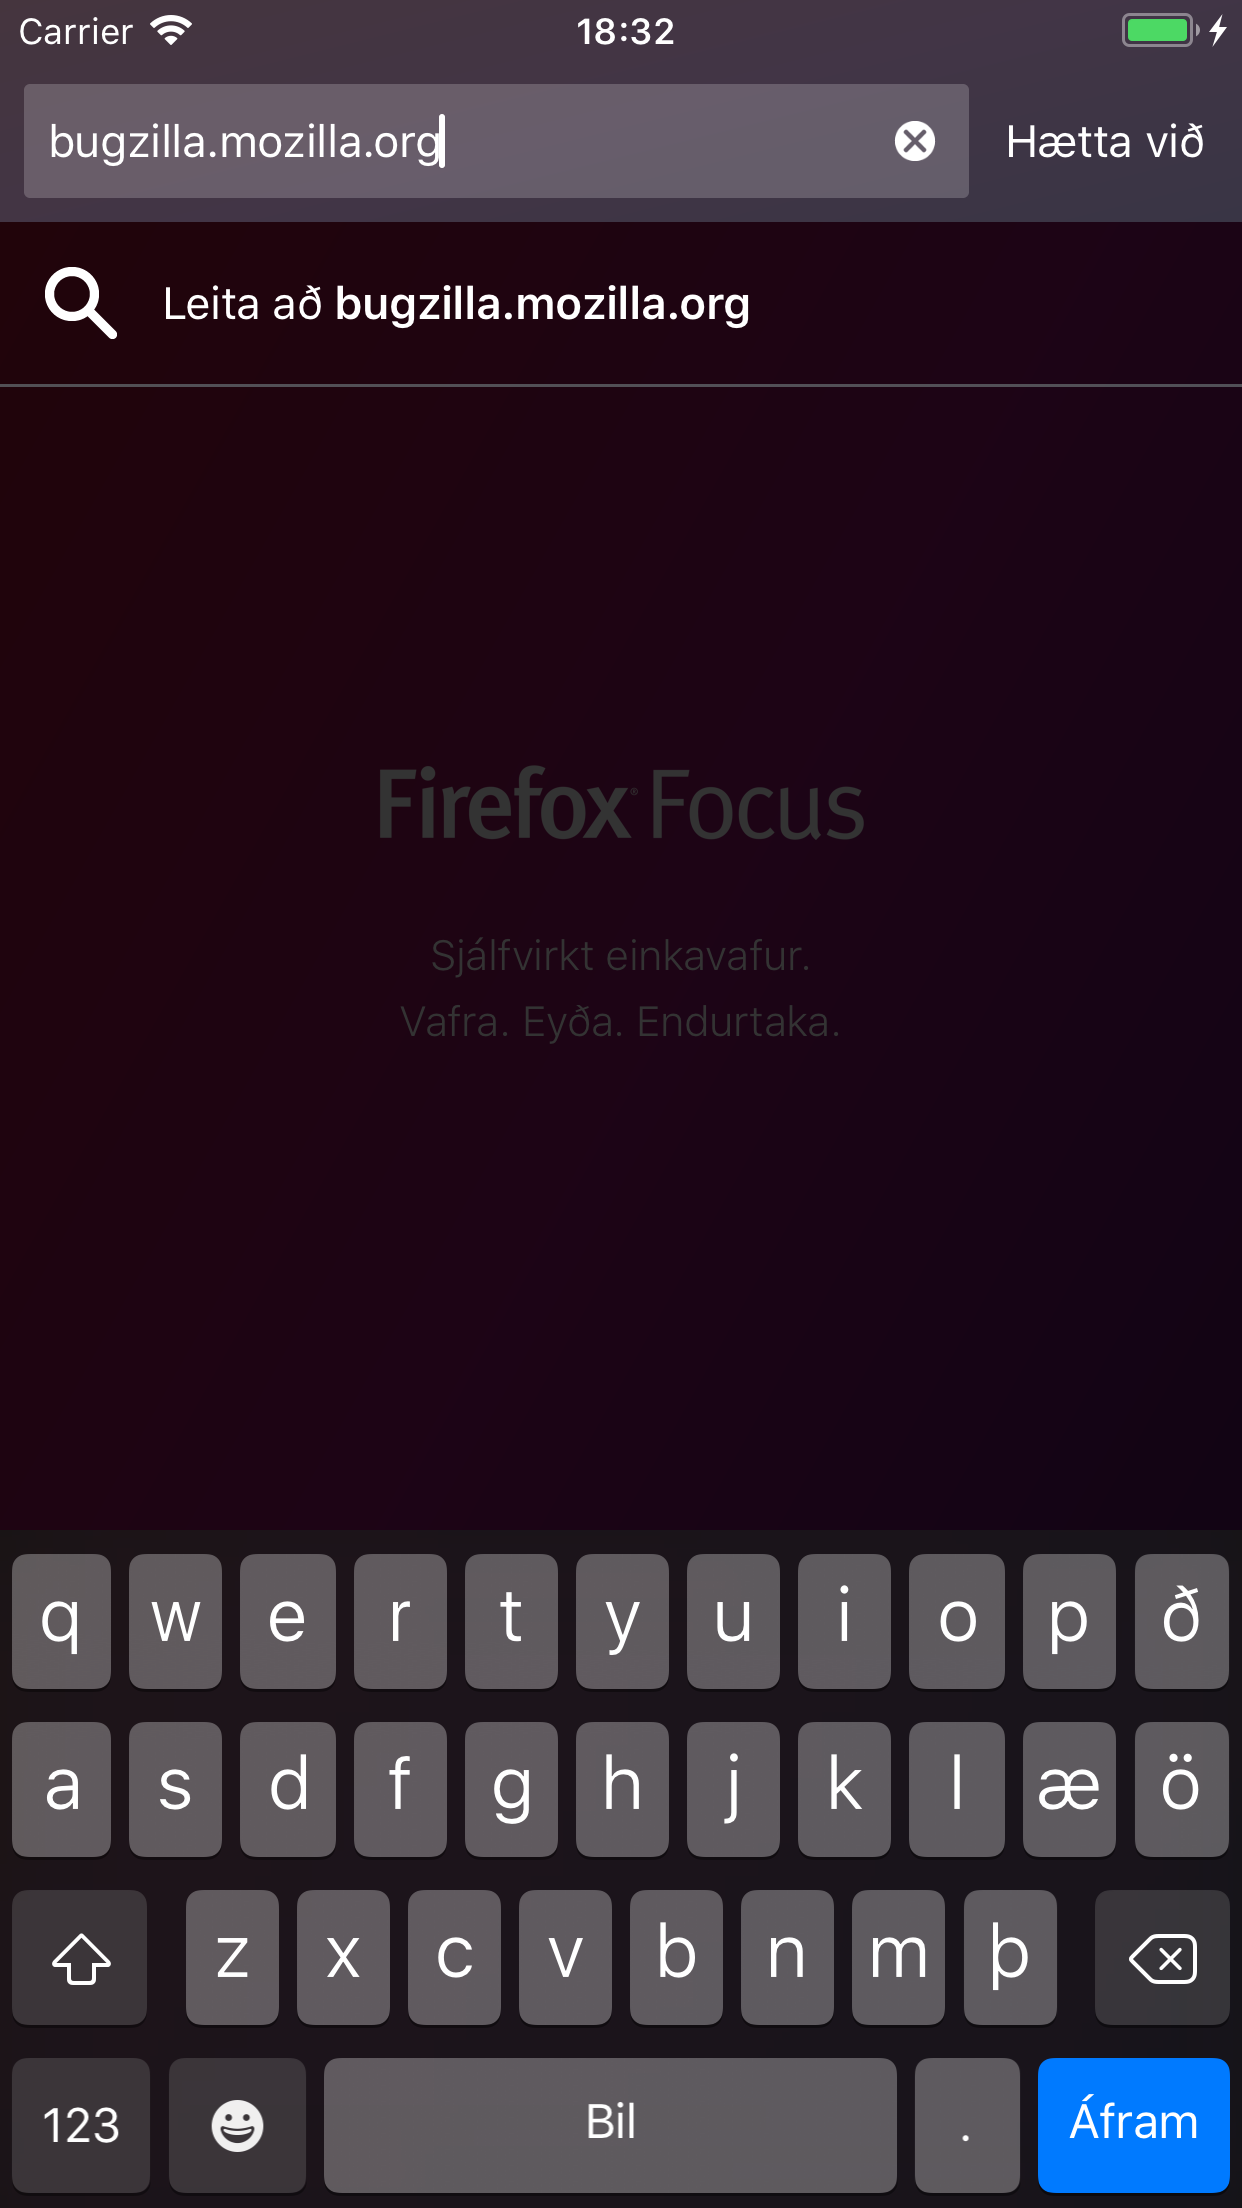 Carrier 18:32
bugzilla.mozilla.org Hætta við
Leita að bugzilla.mozilla.org
Firefox® Focus
Sjálfvirkt einkavafur.
Vafra. Eyða. Endurtaka.
q w e r t y u i o p ð
a s d f g h j k l æ ö
z x c v b n m þ
123 Bil . Áfram